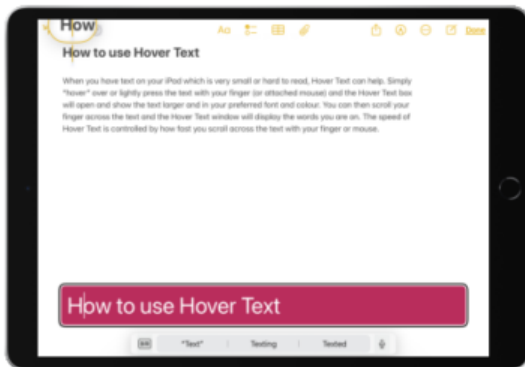 How
Aa Done
How to use Hover Text
When you have text on your iPad which is very small or hard to read, Hover Text can help. Simply
"hover" over or lightly press the text with your finger (or attached mouse) and the Hover Text box
will open and show the text larger and in your preferred font and colour. You can then scroll your
finger across the text and the Hover Text window will display the words you are on. The speed of
Hover Text is controlled by how fast you scroll across the text with your finger or mouse.
How to use Hover Text
"Text" Texting Texted